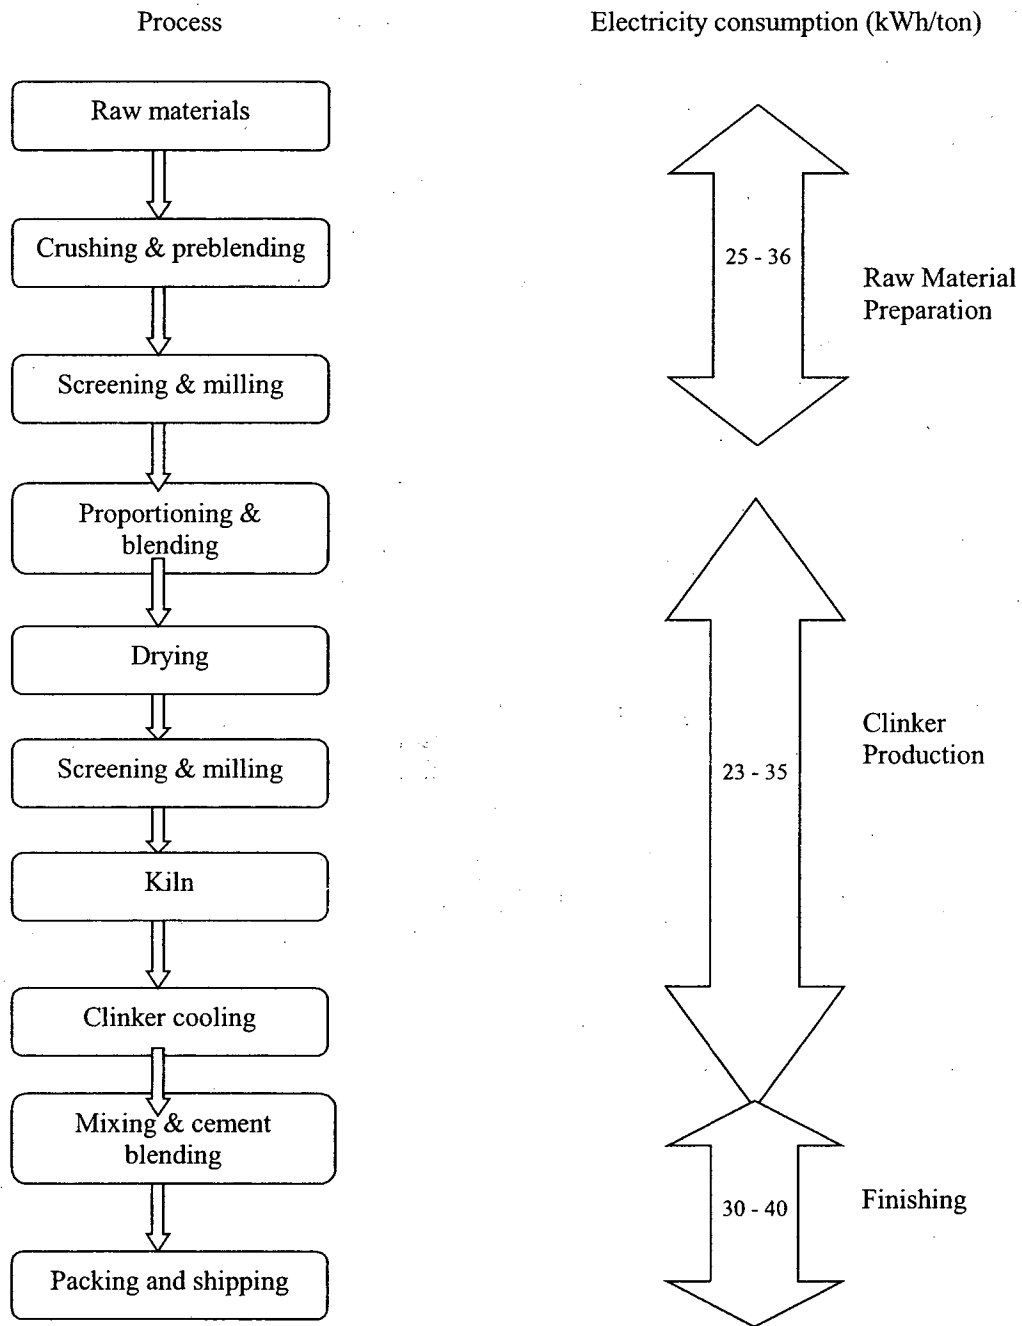 Process
Electricity consumption (kWh/ton)
Raw materials
Crushing & preblending
25 - 36
Raw Material
Preparation
Screening & milling
Proportioning &
blending
Drying
Clinker
Production
Screening & milling
23 - 35
Kiln
Clinker cooling
Mixing & cement
blending
30 - 40
Finishing
Packing and shipping